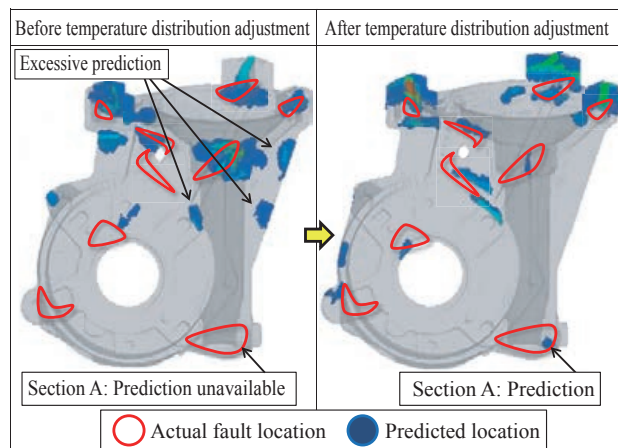 Before temperature distribution adjustment
After temperature distribution adjustment
Excessive prediction
Section A: Prediction unavailable
Section A: Prediction
Actual fault location
Predicted location